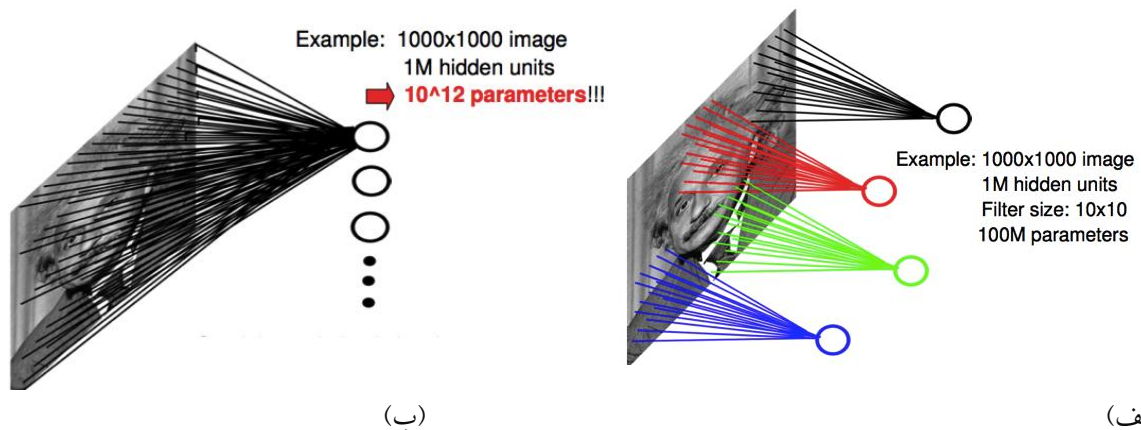 Example: 1000x1000 image
1M hidden units
10^12 parameters!!!
Example: 1000x1000 image
1M hidden units
Filter size: 10x10
100M parameters
(ب)